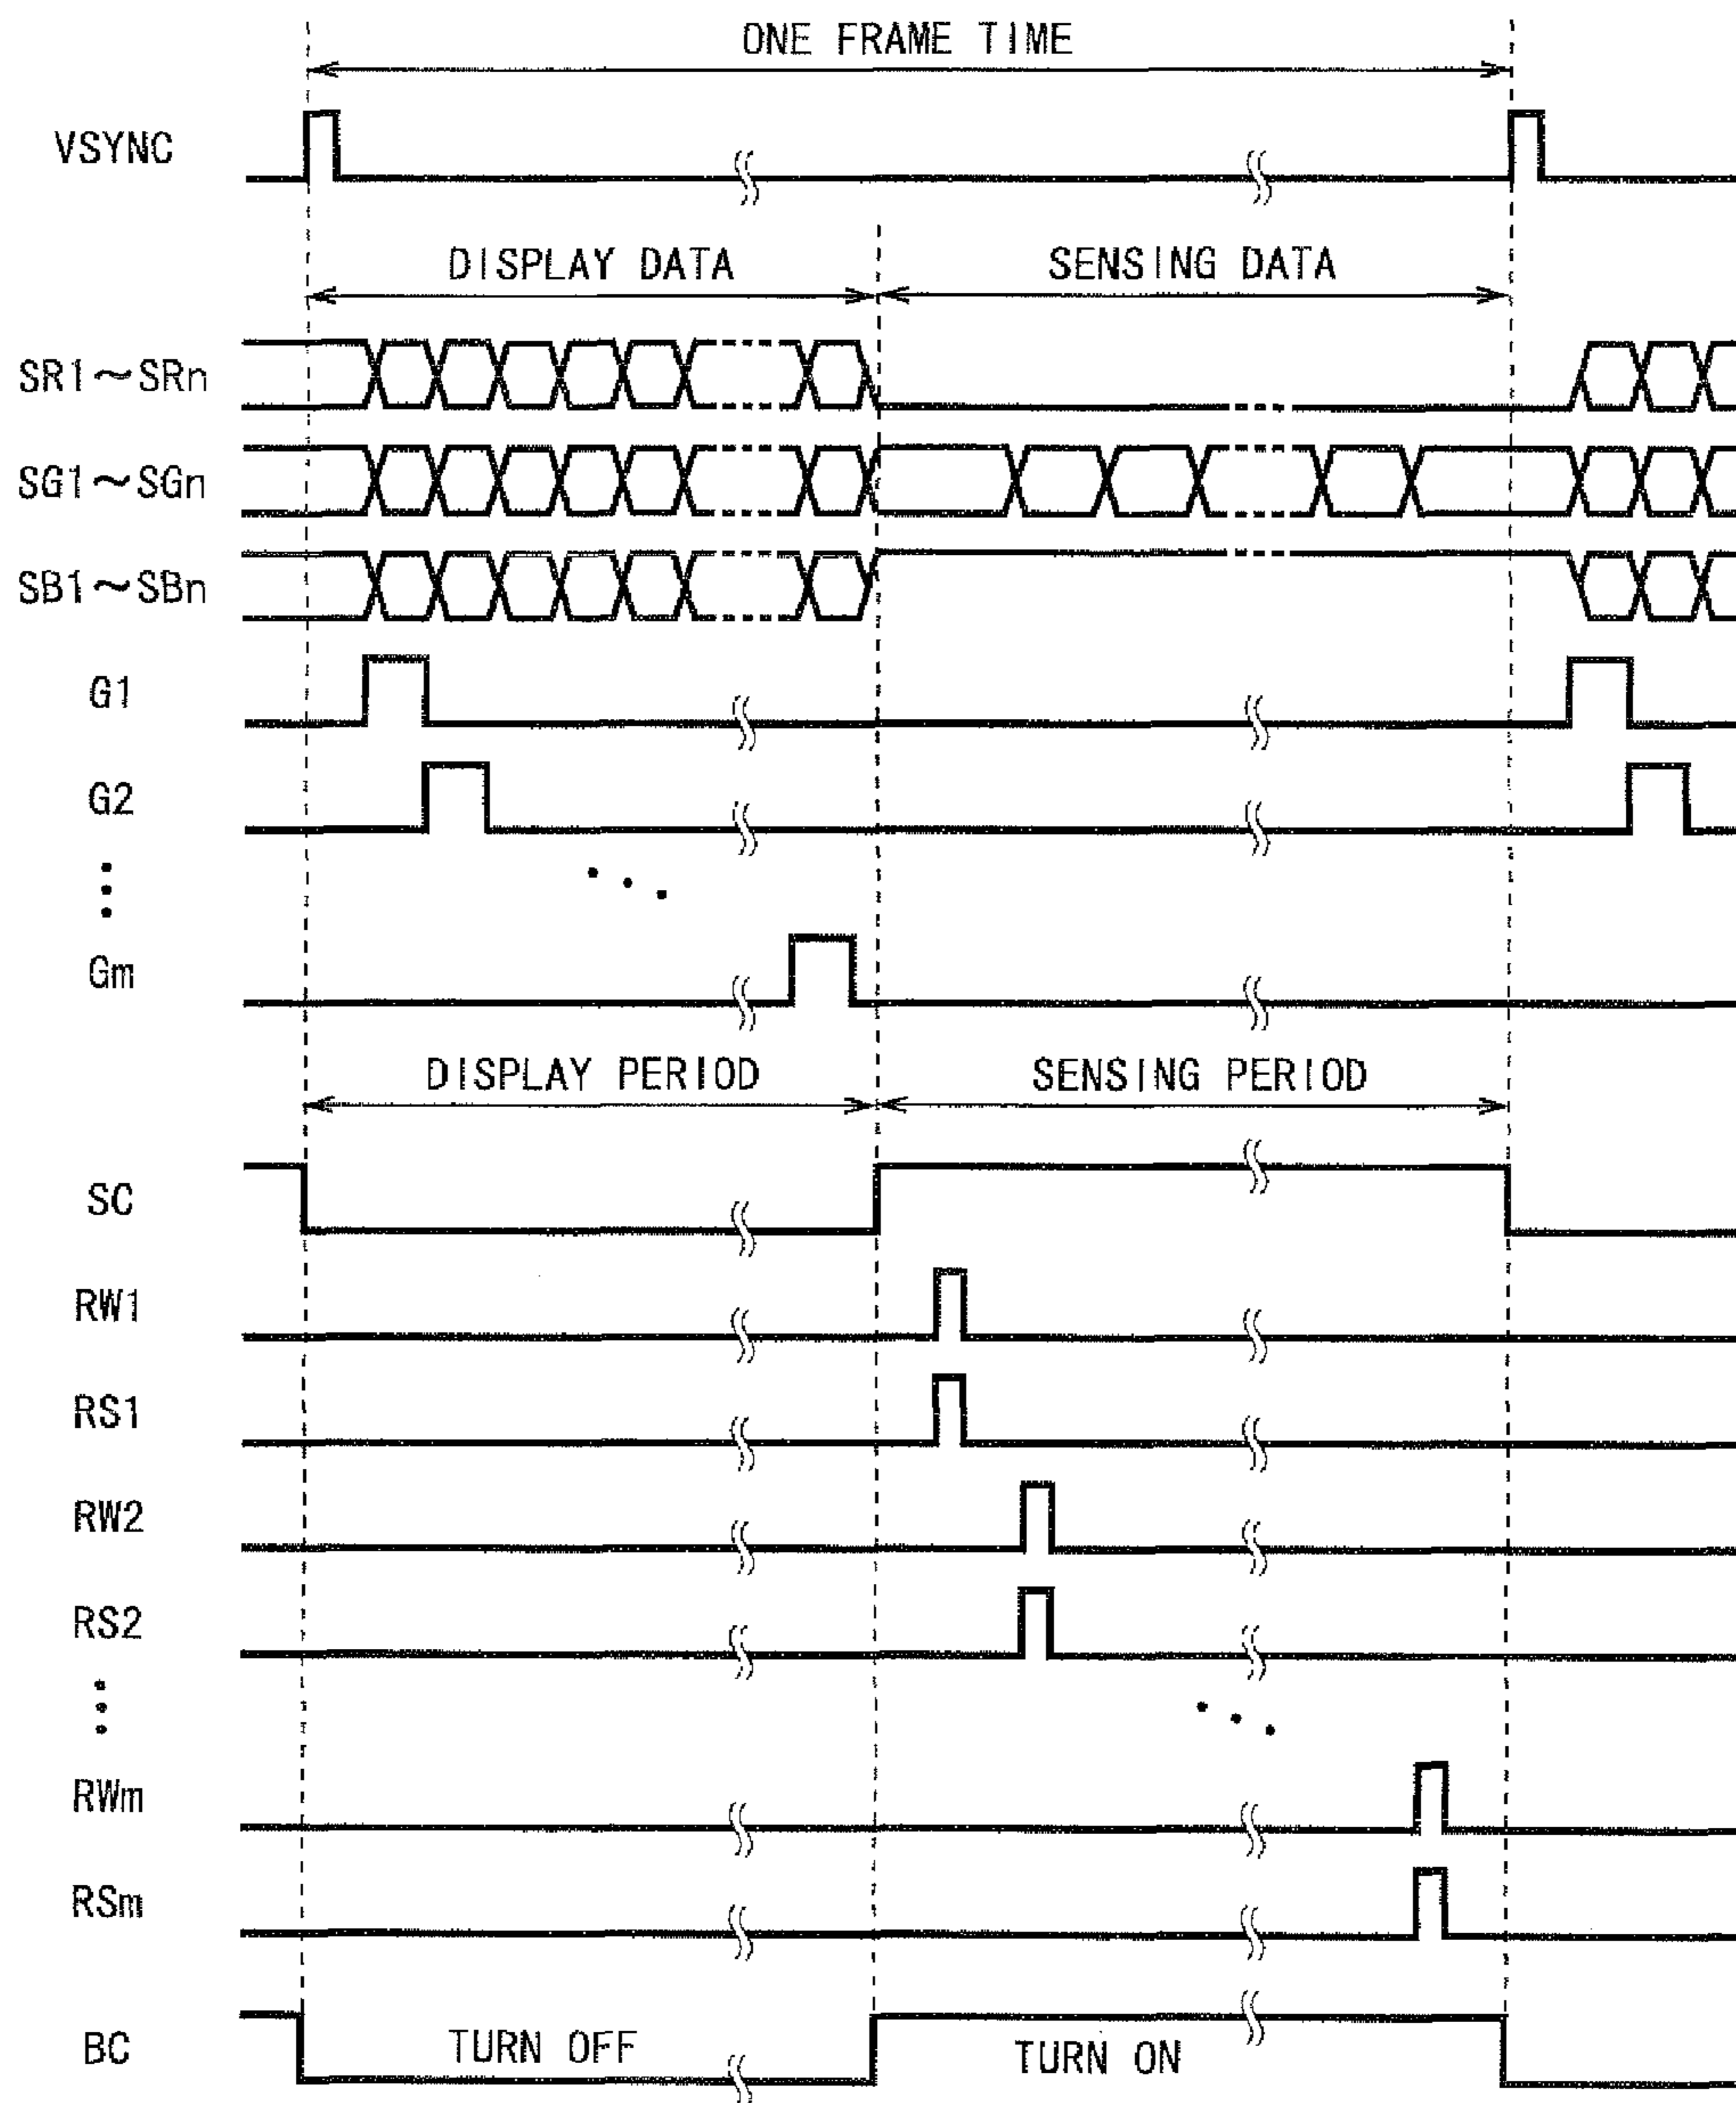 ONE FRAME TIME
VSYNC
DISPLAY DATA SENSING DATA
SR1~SRn
SG1~SGn
SB1~SBn
G1
G2
Gm
DISPLAY PERIOD SENSING PERIOD
SC
RW1
RS1
RW2
RS2
RWm
RSm
BC TURN OFF TURN ON